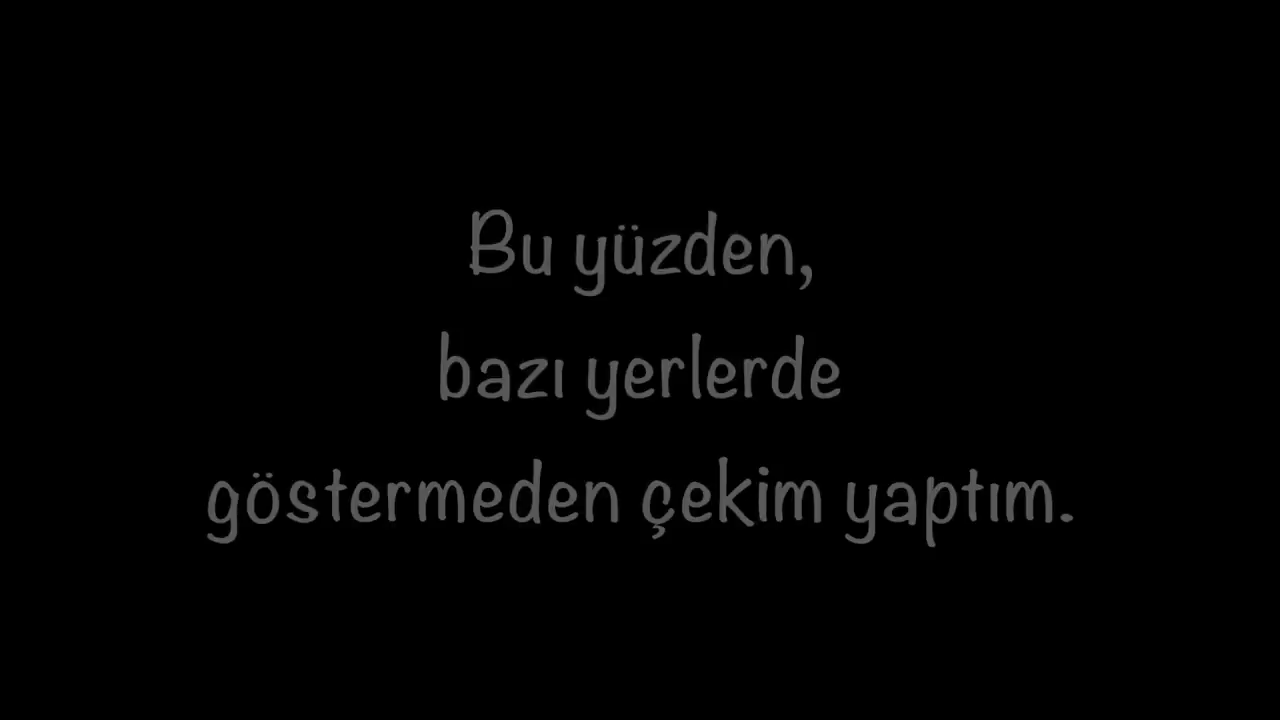 Bu yüzden,
bazı yerlerde
göstermeden çekim yaptım.